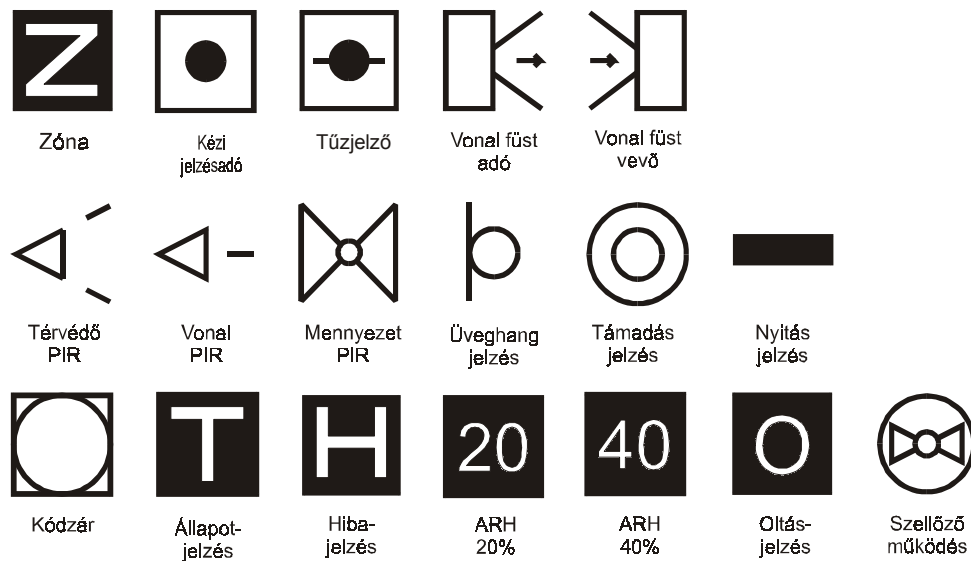 Z
Zóna
Kézi
jelzésadó
Tűzjelző
Vonal füst
adó
Vonal füst
vevő
Térvédő
PIR
Vonal
PIR
Mennyezet
PIR
Üveghang
jelzés
Támadás
jelzés
Nyitás
jelzés
T
H
20
40
O
Kódzár
Állapot-
jelzés
Hiba-
jelzés
ARH
20%
ARH
40%
Oltás-
jelzés
Szellőző
működés